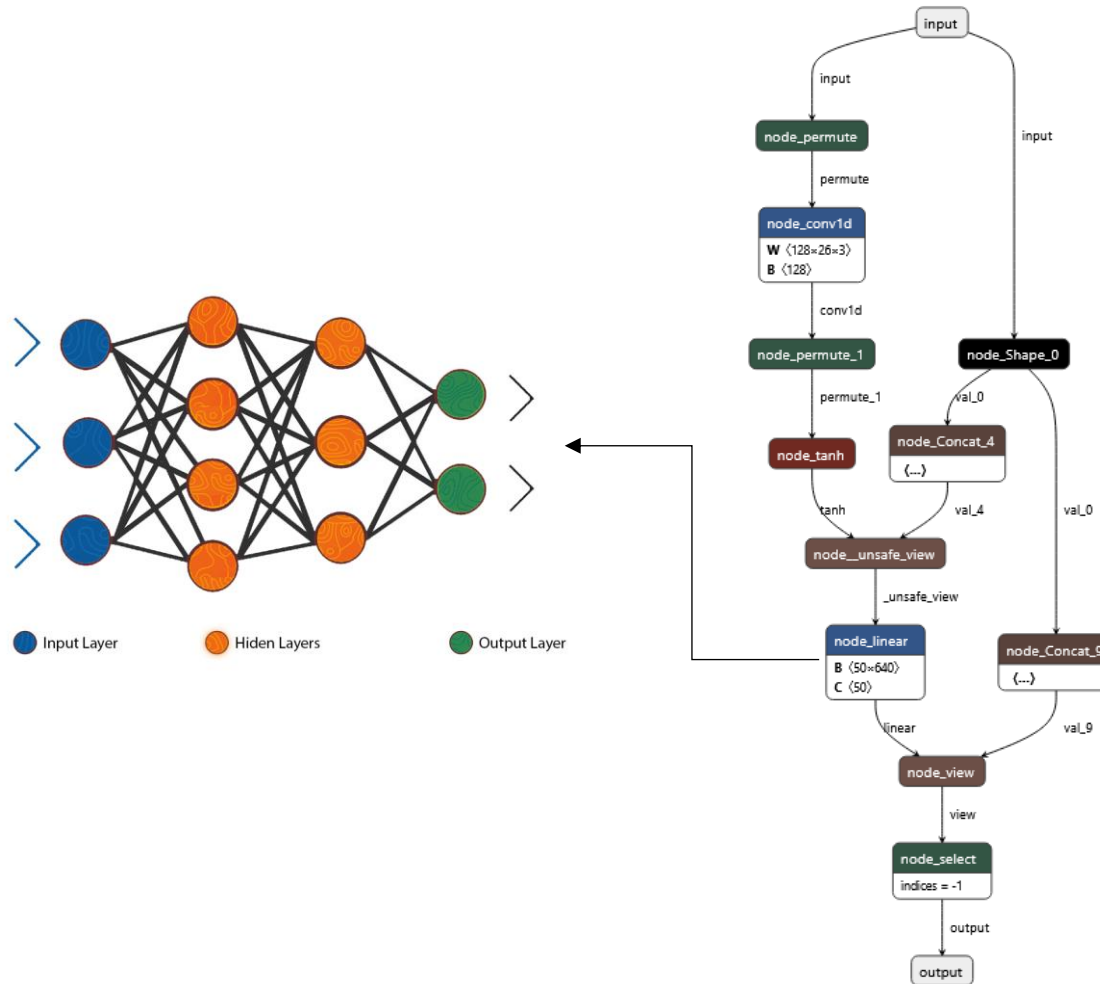 input
input
input
node_permute
permute
node_conv1d
W ⟨128×26×3⟩
B ⟨128⟩
conv1d
node_permute_1
node_Shape_0
permute_1
val_0
node_Concat_4
⟨...⟩
node_tanh
tanh
val_4
val_0
node__unsafe_view
_unsafe_view
Input Layer
Hiden Layers
Output Layer
node_linear
B ⟨50×640⟩
C ⟨50⟩
node_Concat_9
⟨...⟩
linear
val_9
node_view
view
node_select
indices = -1
output
output